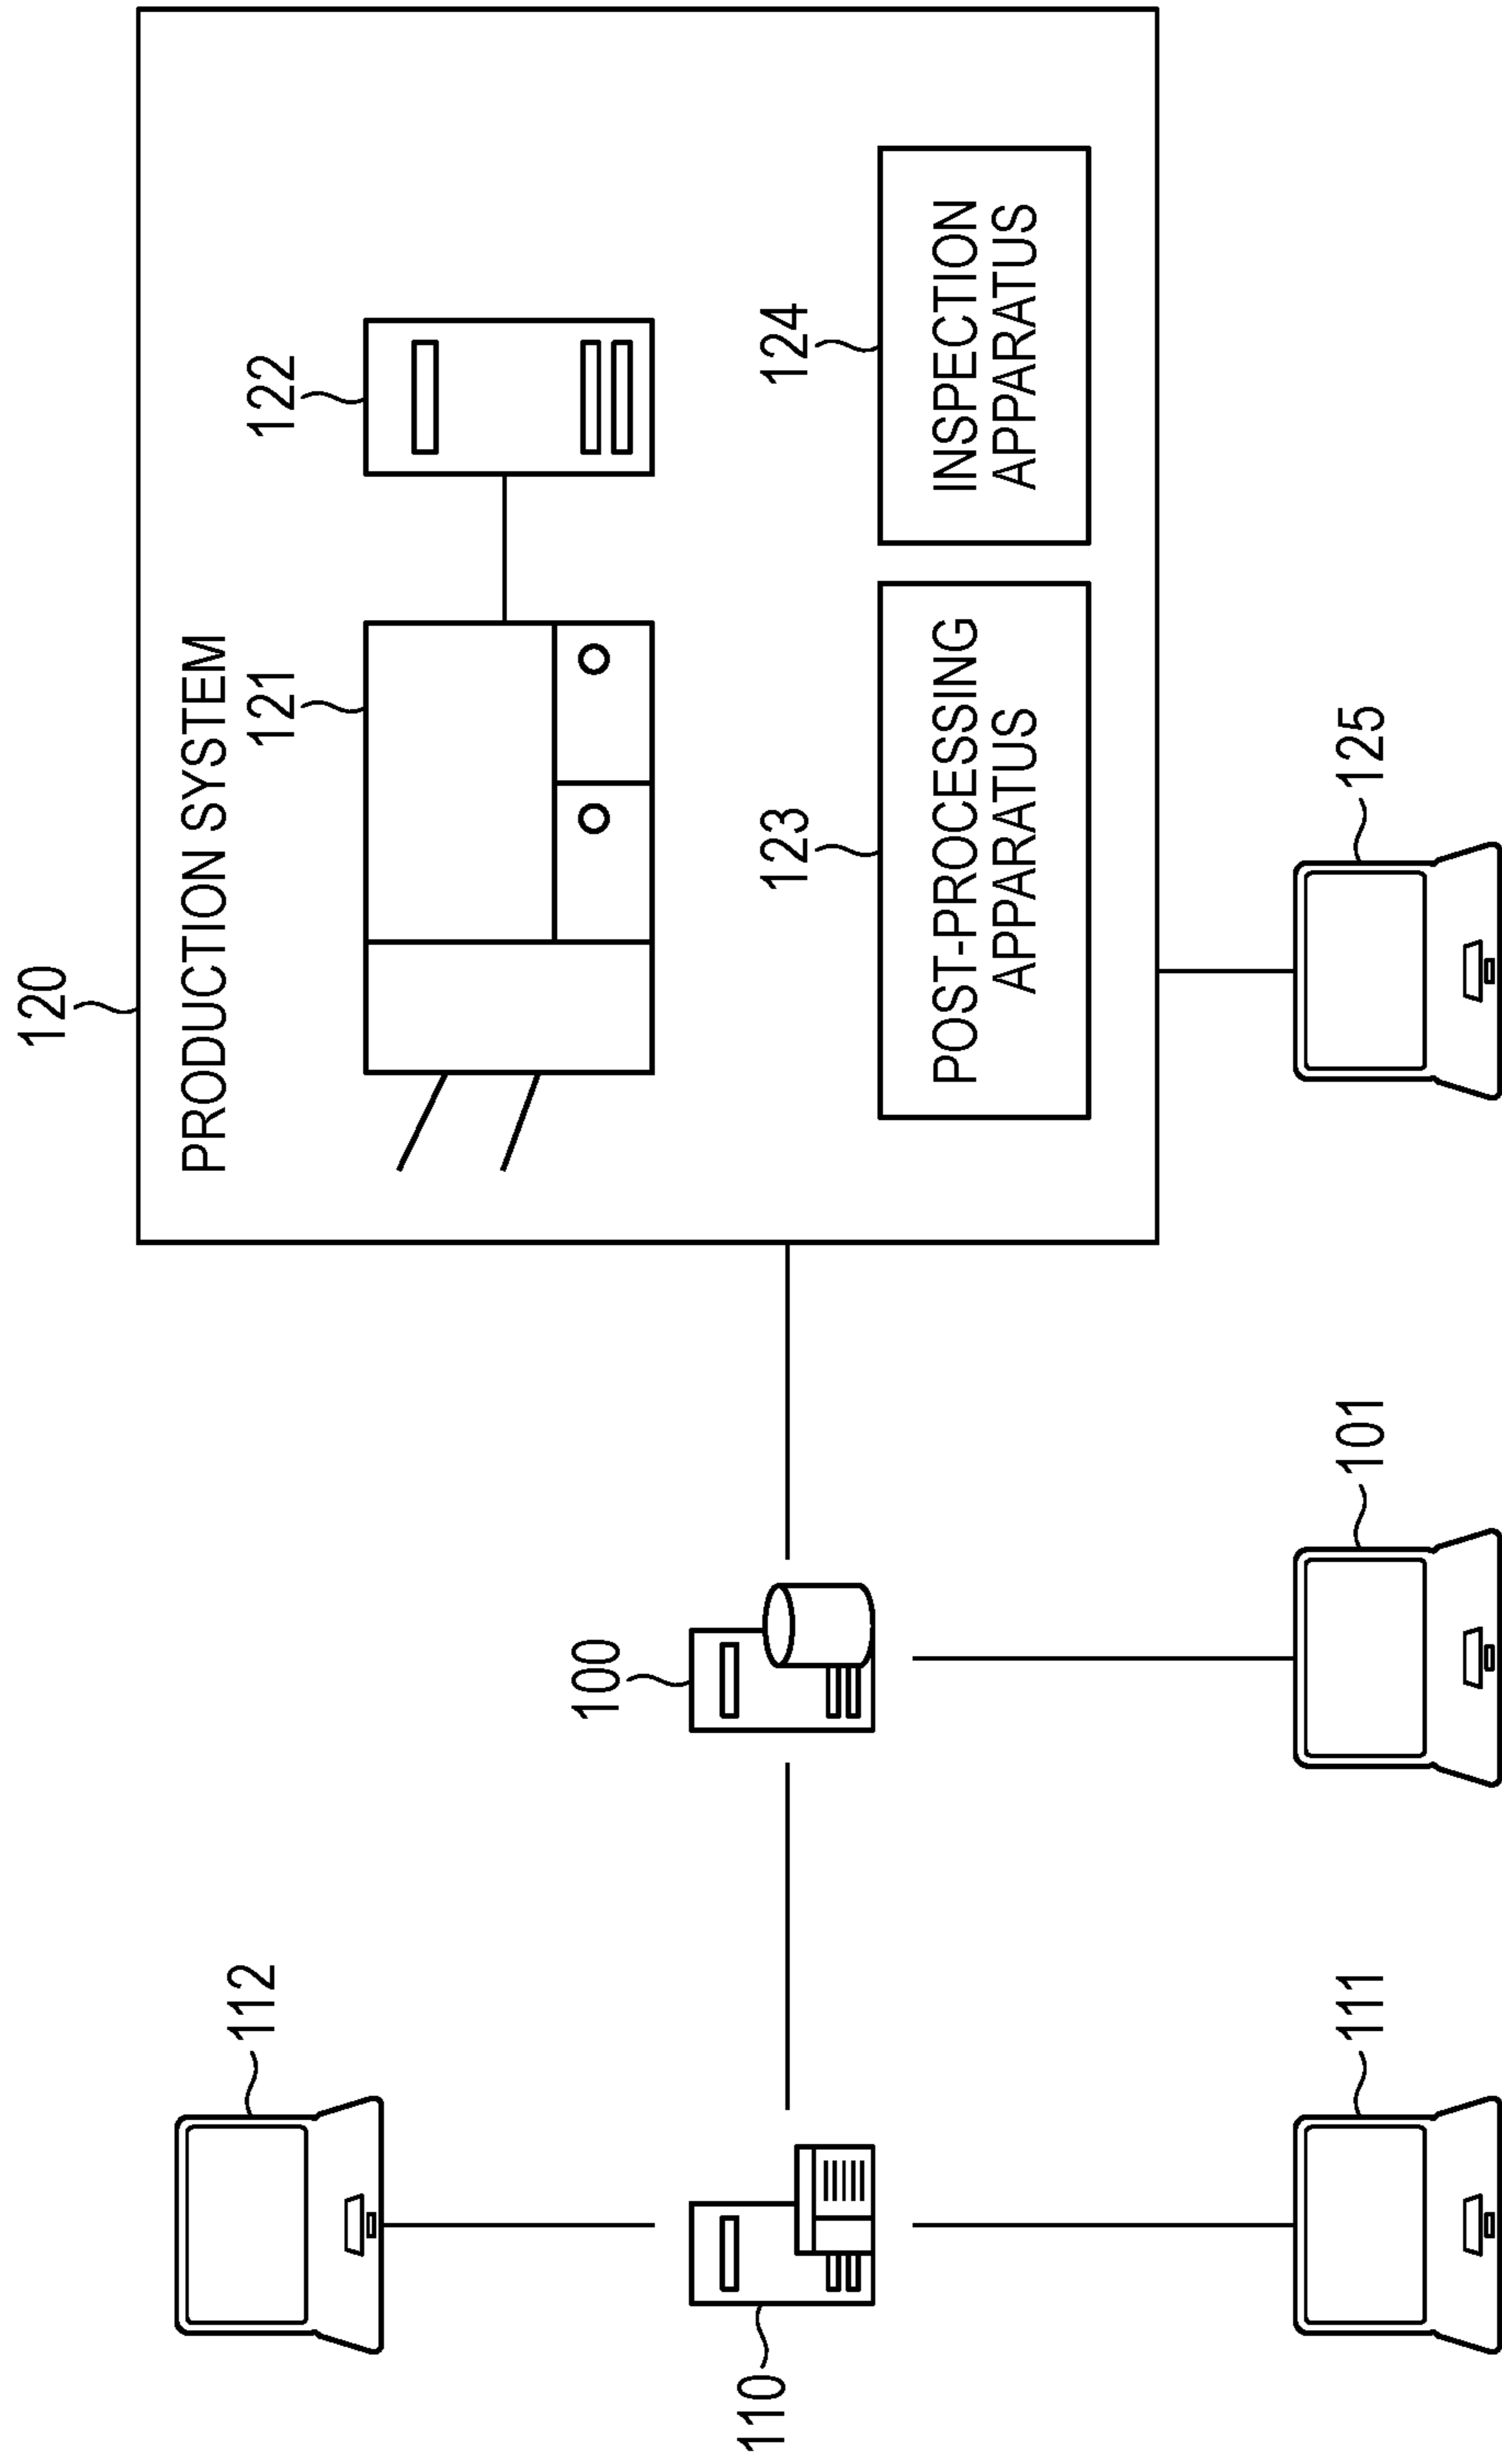 120
PRODUCTION SYSTEM
121
122
123
124
POST-PROCESSING
APPARATUS
INSPECTION
APPARATUS
112
100
110
111
101
125